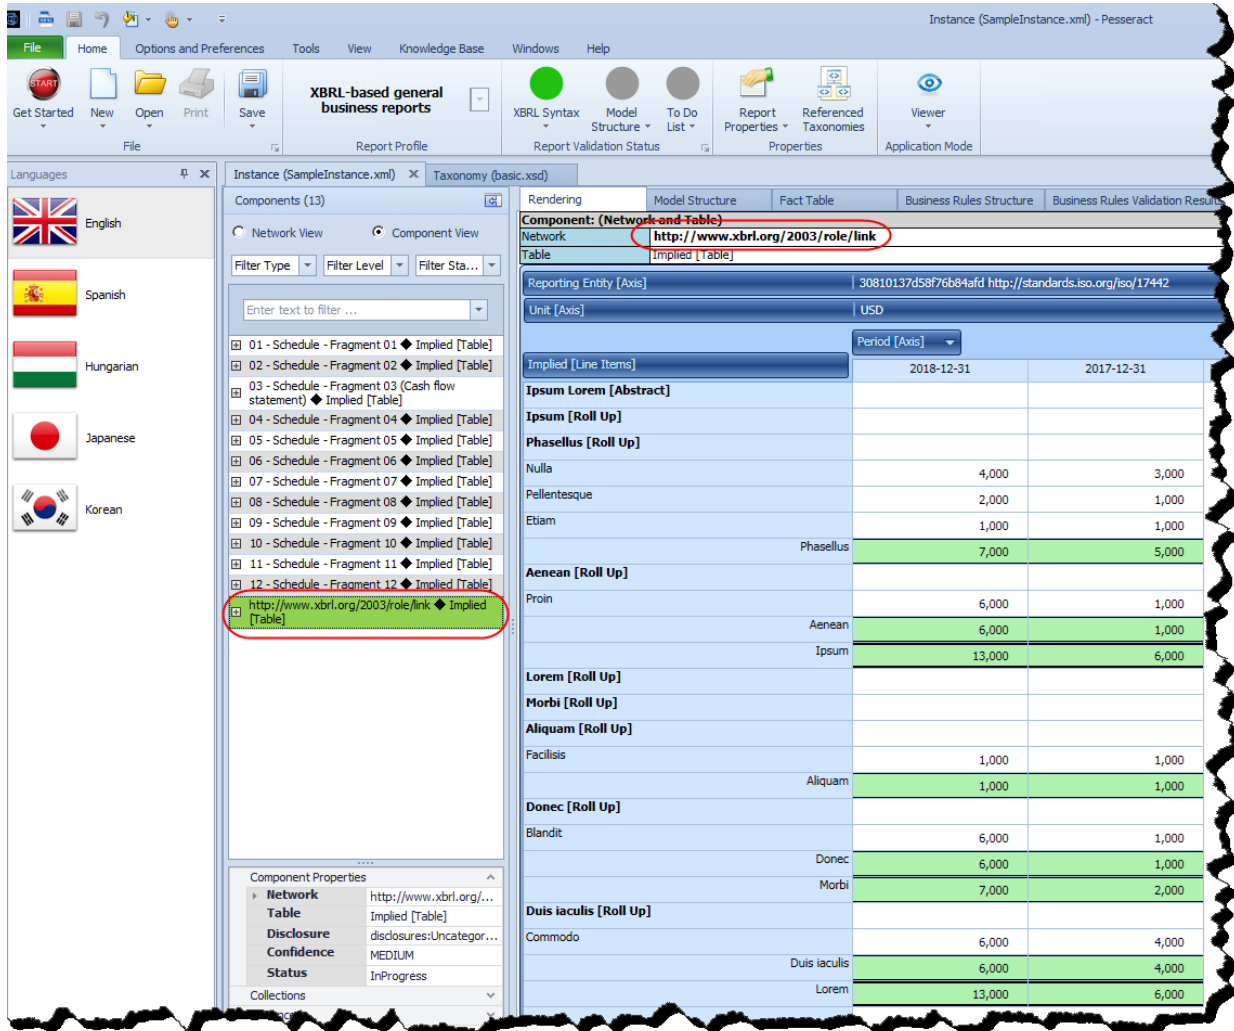 Instance (SampleInstance.xml) - Pesseract
File Home Options and Preferences Tools View Knowledge Base Windows Help
START
Get Started New Open Print Save
XBRL-based general
business reports
XBRL Syntax Model Structure To Do List
Report Properties Referenced Taxonomies Viewer
File Report Profile Report Validation Status Properties Application Mode
Languages
English
Spanish
Hungarian
Japanese
Korean
Instance (SampleInstance.xml) Taxonomy (basic.xsd)
Components (13)
Network View Component View
Filter Type Filter Level Filter Sta...
Enter text to filter ...
01 - Schedule - Fragment 01 ◆ Implied [Table]
02 - Schedule - Fragment 02 ◆ Implied [Table]
03 - Schedule - Fragment 03 (Cash flow
statement) ◆ Implied [Table]
04 - Schedule - Fragment 04 ◆ Implied [Table]
05 - Schedule - Fragment 05 ◆ Implied [Table]
06 - Schedule - Fragment 06 ◆ Implied [Table]
07 - Schedule - Fragment 07 ◆ Implied [Table]
08 - Schedule - Fragment 08 ◆ Implied [Table]
09 - Schedule - Fragment 09 ◆ Implied [Table]
10 - Schedule - Fragment 10 ◆ Implied [Table]
11 - Schedule - Fragment 11 ◆ Implied [Table]
12 - Schedule - Fragment 12 ◆ Implied [Table]
http://www.xbrl.org/2003/role/link ◆ Implied
[Table]
Component Properties
Network http://www.xbrl.org/...
Table Implied [Table]
Disclosure disclosures:Uncategor...
Confidence MEDIUM
Status InProgress
Collections
Rendering Model Structure Fact Table Business Rules Structure Business Rules Validation Results
Component: (Network and Table)
Network http://www.xbrl.org/2003/role/link
Table Implied [Table]
Reporting Entity [Axis] 30810137d58f76b84afd http://standards.iso.org/iso/17442
Unit [Axis] USD
Period [Axis]
Implied [Line Items] 2018-12-31 2017-12-31
Ipsum Lorem [Abstract]
Ipsum [Roll Up]
Phasellus [Roll Up]
Nulla 4,000 3,000
Pellentesque 2,000 1,000
Etiam 1,000 1,000
Phasellus 7,000 5,000
Aenean [Roll Up]
Proin 6,000 1,000
Aenean 6,000 1,000
Ipsum 13,000 6,000
Lorem [Roll Up]
Morbi [Roll Up]
Aliquam [Roll Up]
Facilisis 1,000 1,000
Aliquam 1,000 1,000
Donec [Roll Up]
Blandit 6,000 1,000
Donec 6,000 1,000
Morbi 7,000 2,000
Duis iaculis [Roll Up]
Commodo 6,000 4,000
Duis iaculis 6,000 4,000
Lorem 13,000 6,000